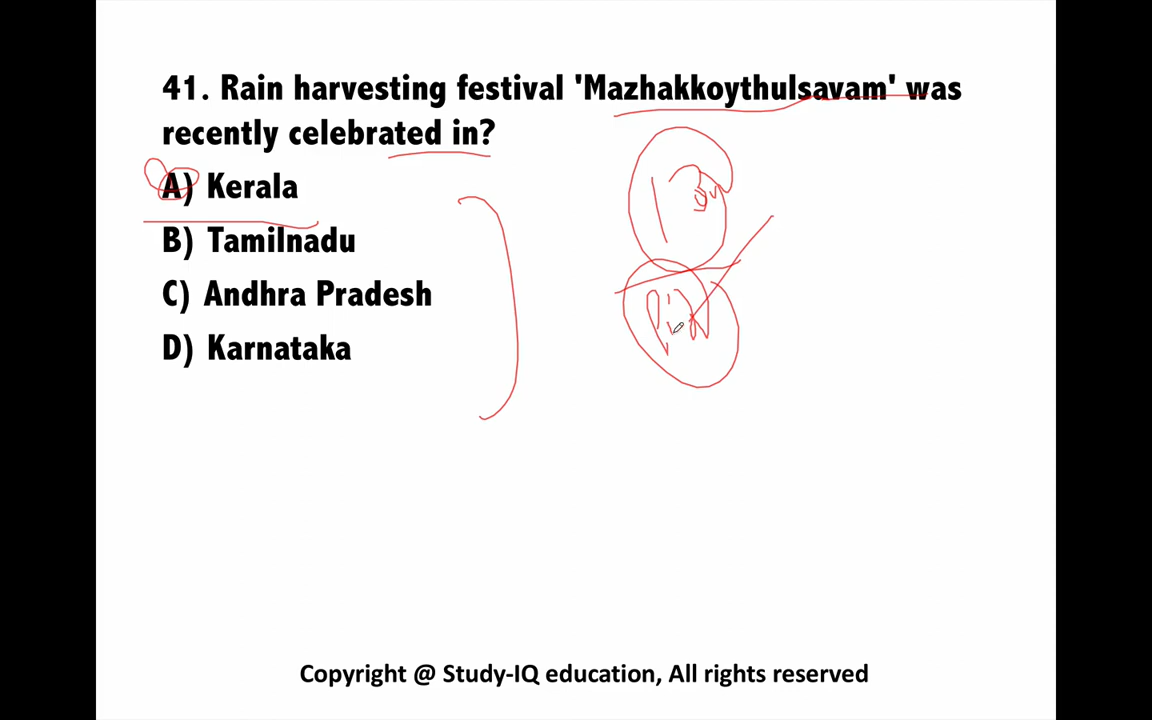 41. Rain harvesting festival 'Mazhakkoythulsavam' was
recently celebrated in?
A) Kerala
B) Tamilnadu
C) Andhra Pradesh
D) Karnataka
Copyright @ Study-IQ education, All rights reserved